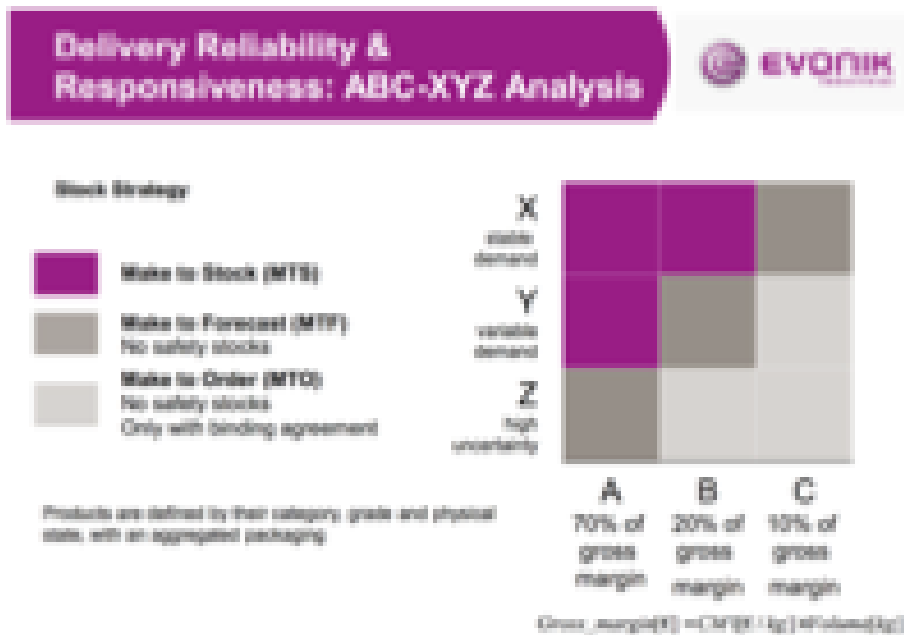 Delivery Reliability &
Responsiveness: ABC-XYZ Analysis
EVONIK
Stock Strategy
Make to Stock (MTS)
Make to Forecast (MTF)
No safety stocks
Make to Order (MTO)
No safety stocks
Only with binding agreement
Products are defined by their category, grade and physical
state, with an aggregated packaging
X
stable
demand
Y
variable
demand
Z
high
uncertainty
A
70% of
gross
margin
B
20% of
gross
margin
C
10% of
gross
margin